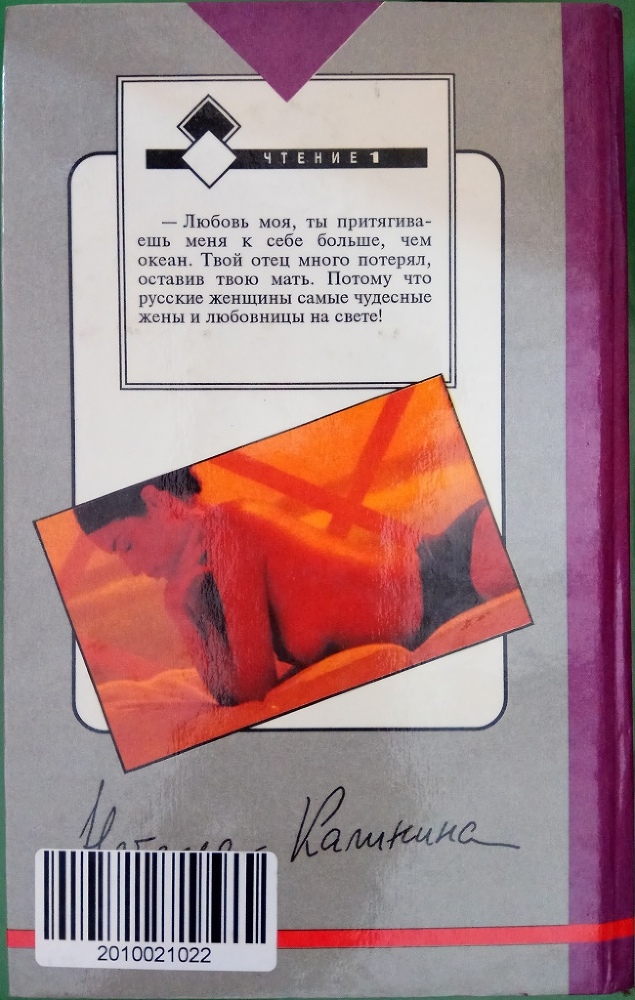 ЧТЕНИЕ 1
— Любовь моя, ты притягива-
ешь меня к себе больше, чем
океан. Твой отец много потерял,
оставив твою мать. Потому что
русские женщины самые чудесные
жены и любовницы на свете!
Калинина
2010021022